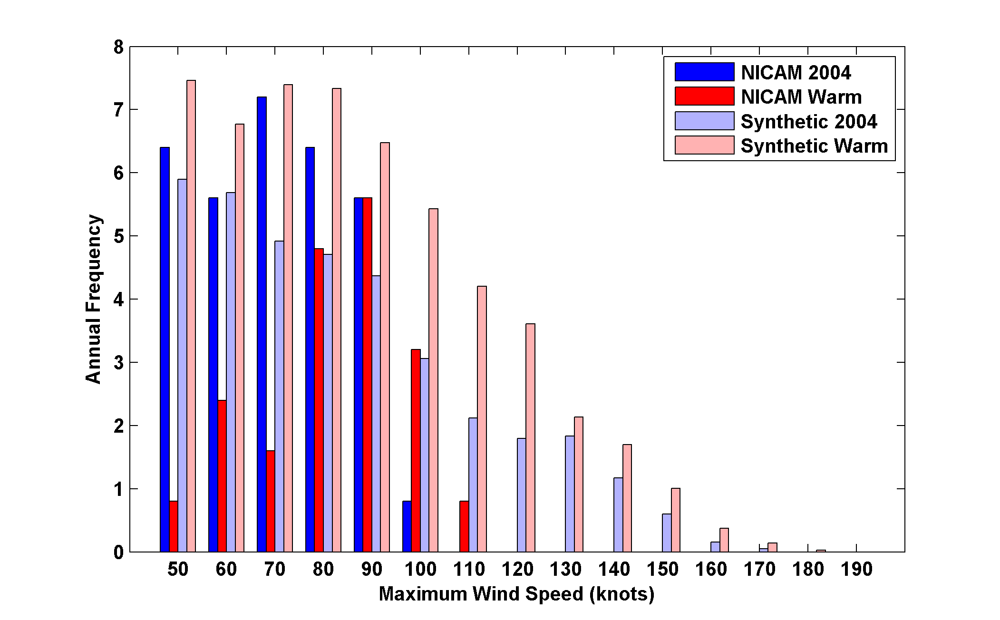 8
7
6
5
4
3
2
1
0
Annual Frequency
NICAM 2004
NICAM Warm
Synthetic 2004
Synthetic Warm
50 60 70 80 90 100 110 120 130 140 150 160 170 180 190
Maximum Wind Speed (knots)